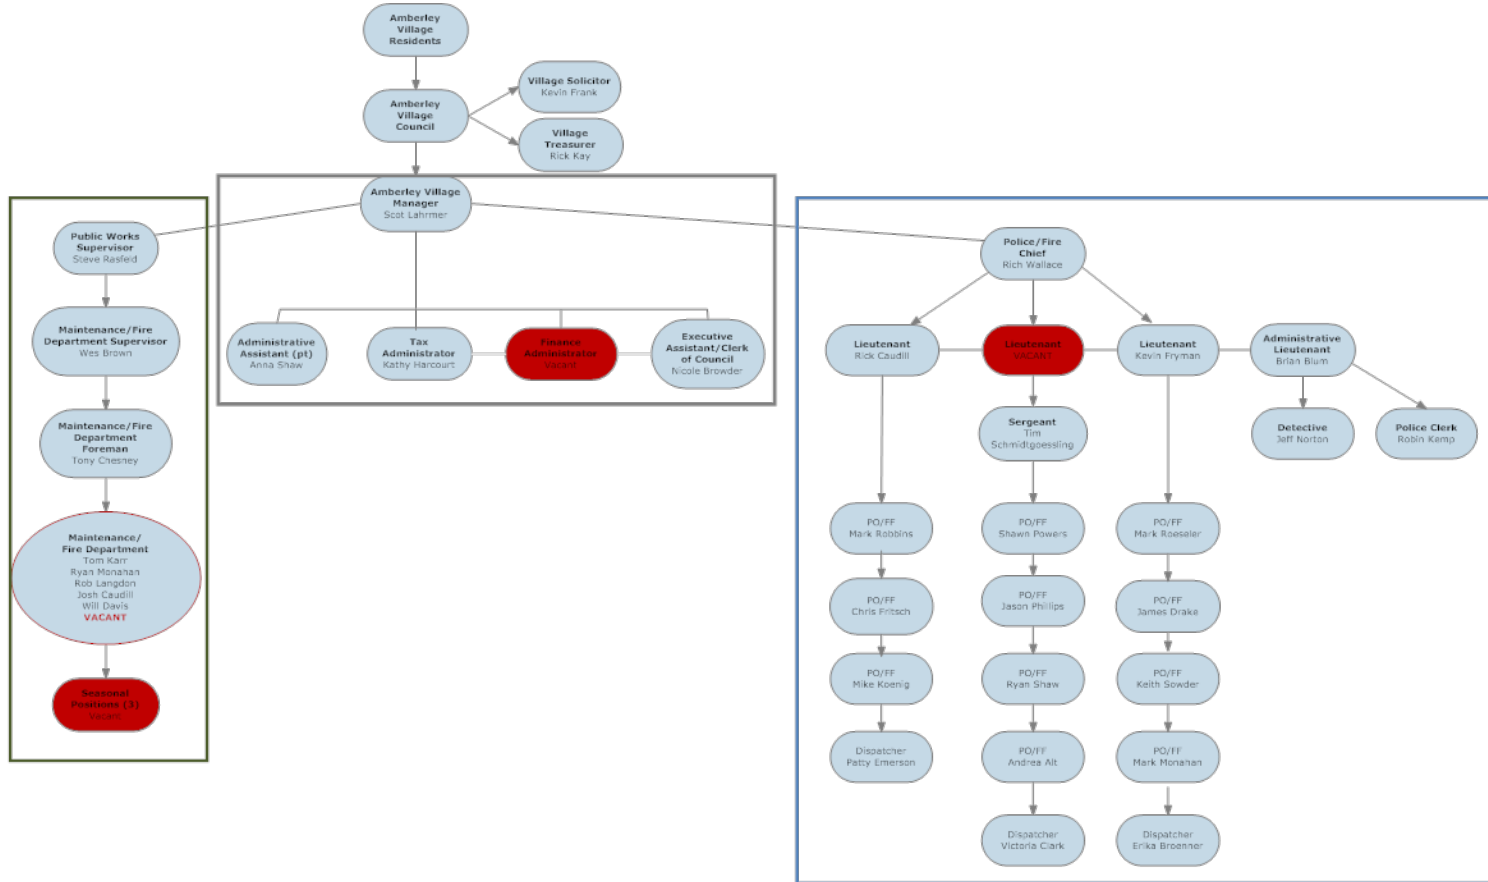 Amberley
Village
Residents
Amberley
Village
Council
Village Solicitor
Kevin Frank
Village
Treasurer
Rick Kay
Amberley Village
Manager
Scot Lahrmer
Administrative
Assistant (pt)
Anna Shaw
Tax
Administrator
Kathy Harcourt
Finance
Administrator
Vacant
Executive
Assistant/Clerk
of Council
Nicole Browder
Public Works
Supervisor
Steve Rasfeld
Maintenance/Fire
Department Supervisor
Wes Brown
Maintenance/Fire
Department
Foreman
Tony Chesney
Maintenance/
Fire Department
Tom Karr
Ryan Monahan
Rob Langdon
Josh Caudill
Will Davis
VACANT
Seasonal
Positions (3)
Vacant
Police/Fire
Chief
Rich Wallace
Lieutenant
Rick Caudill
Lieutenant
VACANT
Lieutenant
Kevin Fryman
Administrative
Lieutenant
Brian Blum
Sergeant
Tim
Schmidtgoessling
Detective
Jeff Norton
Police Clerk
Robin Kemp
PO/FF
Mark Robbins
PO/FF
Chris Fritsch
PO/FF
Mike Koenig
Dispatcher
Patty Emerson
PO/FF
Shawn Powers
PO/FF
Jason Phillips
PO/FF
Ryan Shaw
PO/FF
Andrea Alt
Dispatcher
Victoria Clark
PO/FF
Mark Roeseler
PO/FF
James Drake
PO/FF
Keith Sowder
PO/FF
Mark Monahan
Dispatcher
Erika Broenner